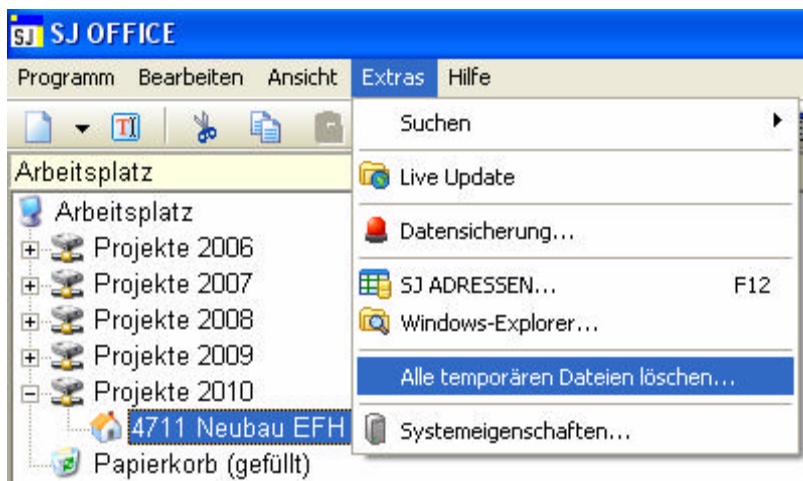 SJ SJ OFFICE
Programm Bearbeiten Ansicht Extras Hilfe
Suchen
Arbeitsplatz
Live Update
Arbeitsplatz
Datensicherung...
Projekte 2006
Projekte 2007
SJ ADRESSEN... F12
Projekte 2008
Windows-Explorer...
Projekte 2009
Alle temporären Dateien löschen...
Projekte 2010
4711 Neubau EFH
Systemeigenschaften...
Papierkorb (gefüllt)